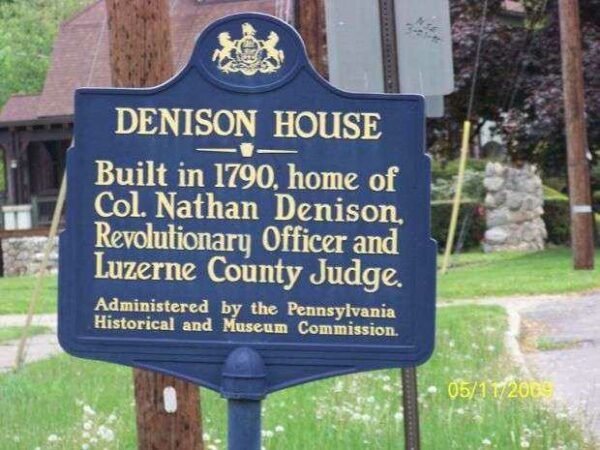 DENISON HOUSE
Built in 1790, home of
Col. Nathan Denison,
Revolutionary Officer and
Luzerne County Judge.
Administered by the Pennsylvania
Historical and Museum Commission.
05/11/2009